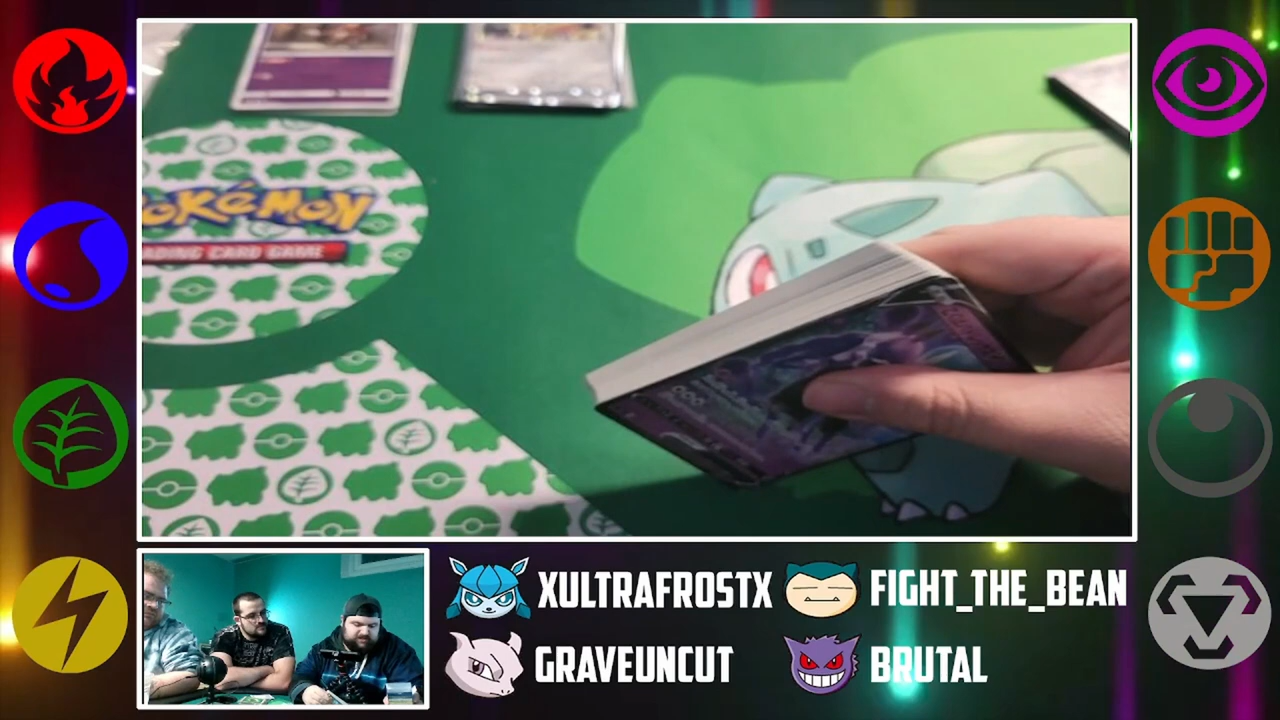 POKÉMON
TRADING CARD GAME
XULTRAFROSTX
FIGHT_THE_BEAN
GRAVEUNCUT
BRUTAL